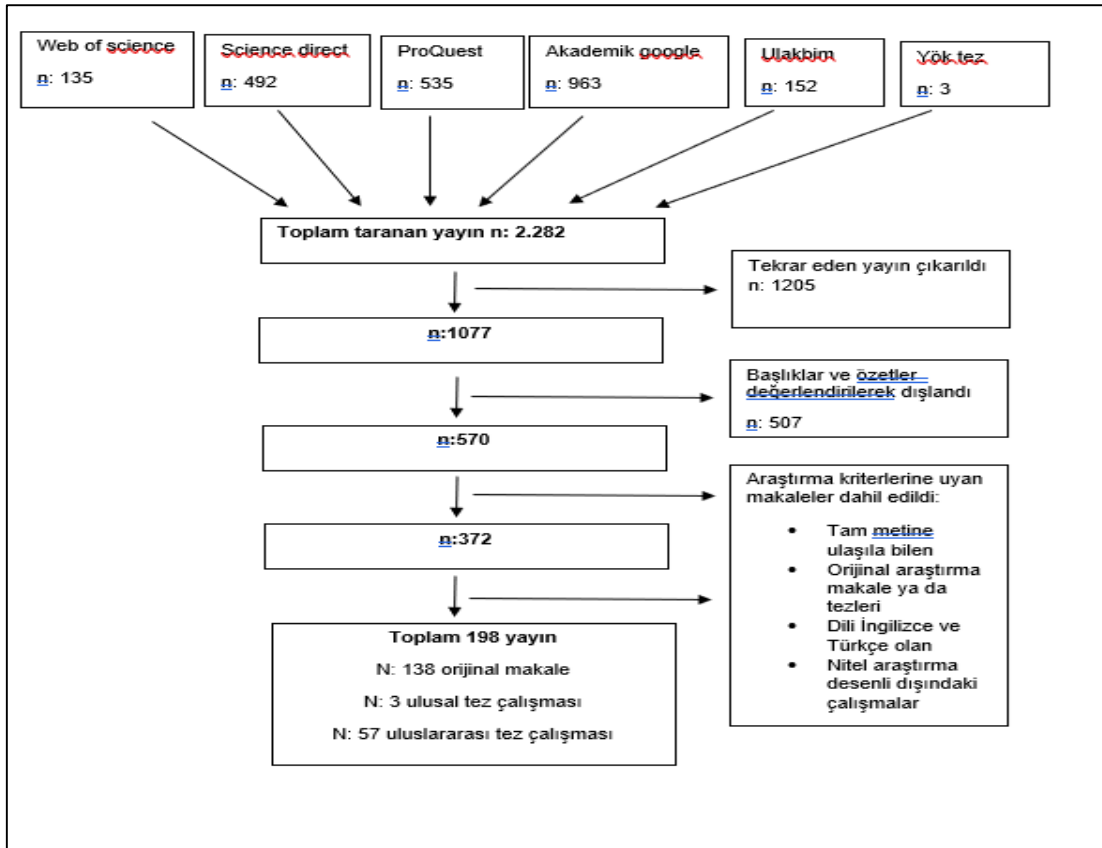 Web of science
n: 135
Science direct
n: 492
ProQuest
n: 535
Akademik google
n: 963
Ulakbim
n: 152
Yök tez
n: 3
Toplam taranan yayın n: 2.282
Tekrar eden yayın çıkarıldı
n: 1205
n:1077
Başlıklar ve özetler
değerlendirilerek dışlandı
n: 507
n:570
Araştırma kriterlerine uyan
makaleler dahil edildi:
• Tam metine
ulaşıla bilen
• Orijinal araştırma
makale ya da
tezleri
• Dili İngilizce ve
Türkçe olan
• Nitel araştırma
desenli dışındaki
çalışmalar
n:372
Toplam 198 yayın
N: 138 orijinal makale
N: 3 ulusal tez çalışması
N: 57 uluslararası tez çalışması